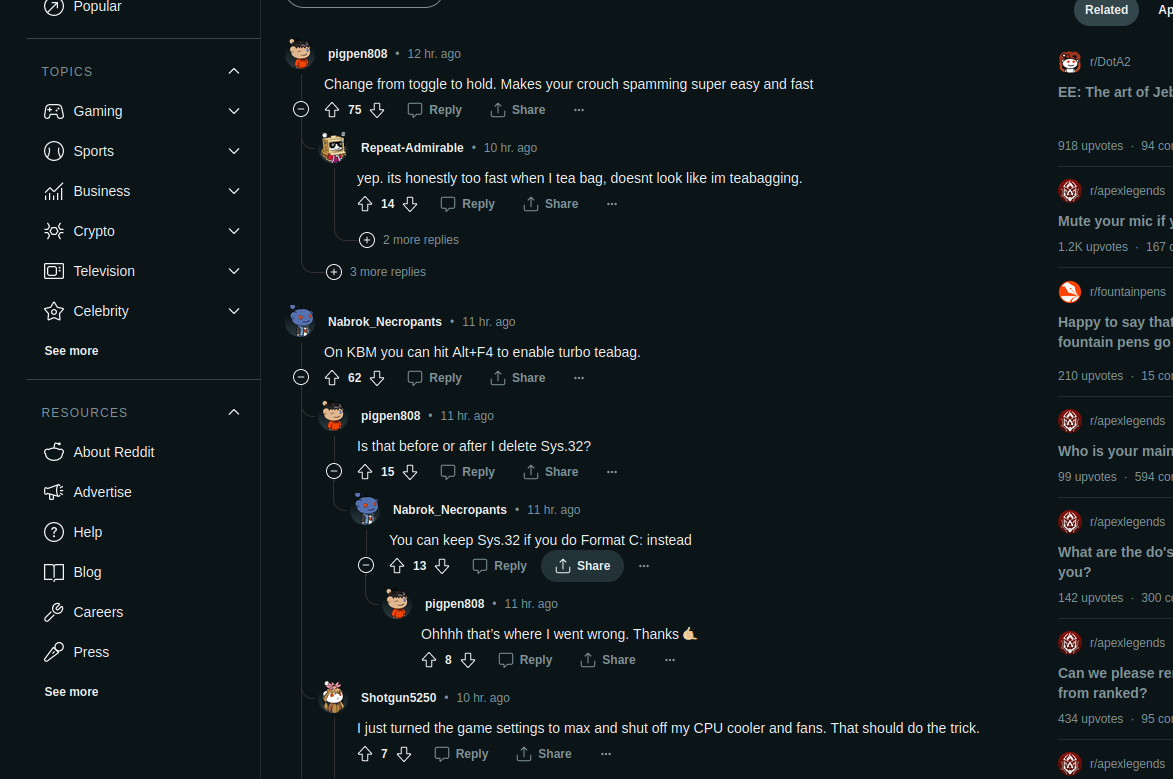 Popular
TOPICS
Gaming
Sports
Business
Crypto
Television
Celebrity
See more
RESOURCES
About Reddit
Advertise
Help
Blog
Careers
Press
See more
pigpen808 • 12 hr. ago
Change from toggle to hold. Makes your crouch spamming super easy and fast
75 Reply Share ...
Repeat-Admirable • 10 hr. ago
yep. its honestly too fast when I tea bag, doesnt look like im teabagging.
14 Reply Share ...
2 more replies
3 more replies
Nabrok_Necropants • 11 hr. ago
On KBM you can hit Alt+F4 to enable turbo teabag.
62 Reply Share ...
pigpen808 • 11 hr. ago
Is that before or after I delete Sys.32?
15 Reply Share ...
Nabrok_Necropants • 11 hr. ago
You can keep Sys.32 if you do Format C: instead
13 Reply Share ...
pigpen808 • 11 hr. ago
Ohhhh that’s where I went wrong. Thanks 🤙🏼
8 Reply Share ...
Shotgun5250 • 10 hr. ago
I just turned the game settings to max and shut off my CPU cooler and fans. That should do the trick.
7 Reply Share ...
Related Ap
r/DotA2
EE: The art of Jeb
918 upvotes · 94 co
r/apexlegends
Mute your mic if y
1.2K upvotes · 167 c
r/fountainpens
Happy to say that
fountain pens go
210 upvotes · 15 co
r/apexlegends
Who is your main
99 upvotes · 594 co
r/apexlegends
What are the do's
you?
142 upvotes · 300 c
r/apexlegends
Can we please re
from ranked?
434 upvotes · 95 co
r/apexlegends